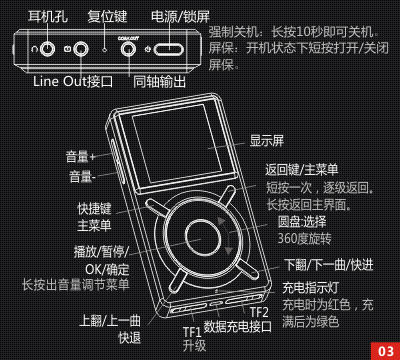 耳机孔 复位键 电源/锁屏
COAX OUT
Line Out接口 同轴输出
强制关机：长按10秒即可关机。
屏保：开机状态下短按打开/关闭
屏保。
显示屏
音量+
音量-
返回键/主菜单
短按一次，逐级返回。
长按返回主界面。
快捷键
主菜单
圆盘:选择
360度旋转
播放/暂停/
OK/确定
长按出音量调节菜单
下翻/下一曲/快进
充电指示灯
充电时为红色，充
满后为绿色
上翻/上一曲
快退
TF1
升级
数据充电接口
TF2
03